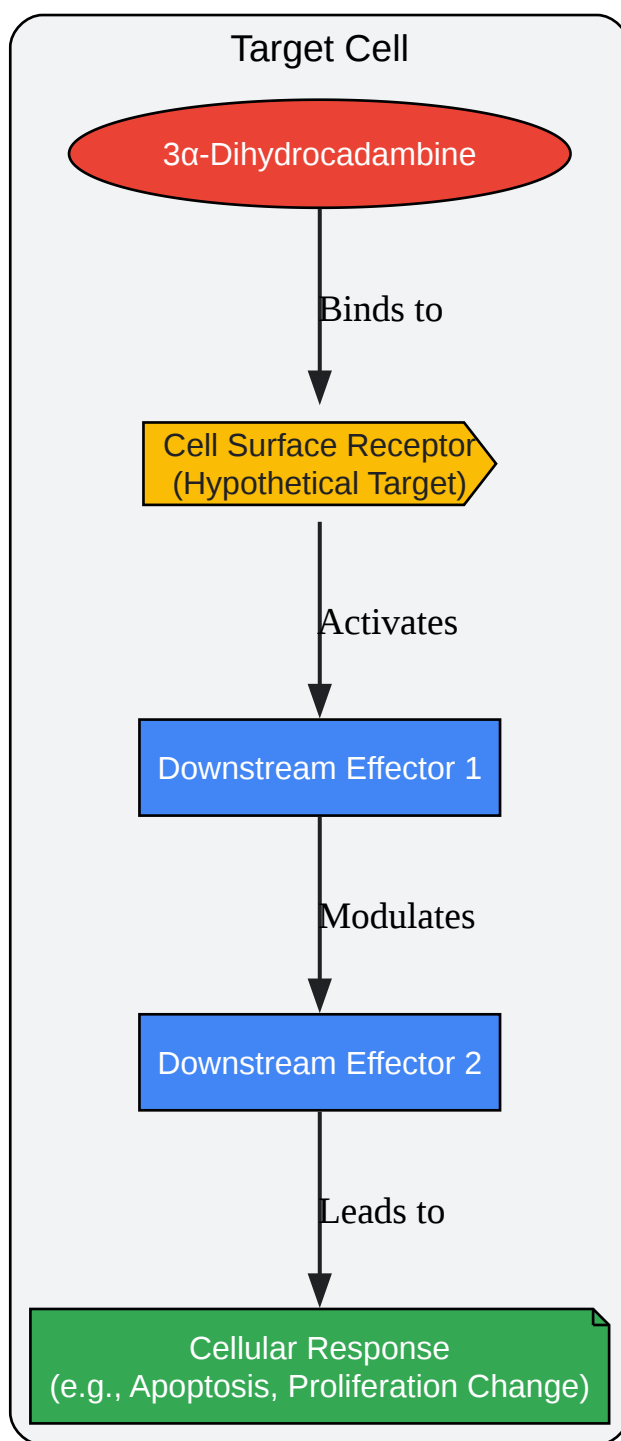 Target Cell
3α-Dihydrocadambine
Binds to
Cell Surface Receptor
(Hypothetical Target)
Activates
Downstream Effector 1
Modulates
Downstream Effector 2
Leads to
Cellular Response
(e.g., Apoptosis, Proliferation Change)